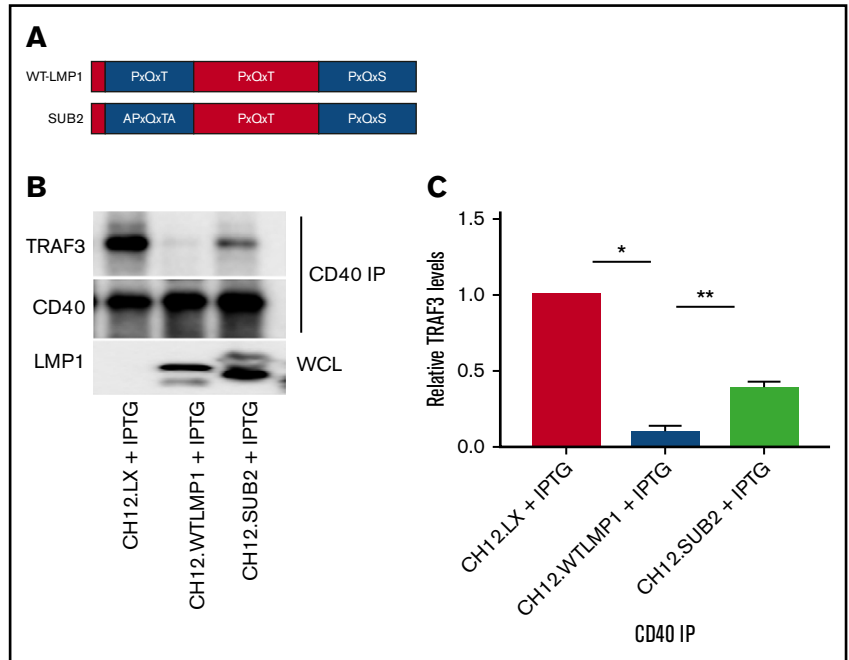 A
WT-LMP1 PxQxT PxQxT PxQxS
SUB2 APxQxTA PxQxT PxQxS
B
TRAF3
CD40
CD40 IP
LMP1
WCL
CH12.LX + IPTG
CH12.WTLMP1 + IPTG
CH12.SUB2 + IPTG
C
Relative TRAF3 levels
1.5
1.0
0.5
0.0
*
**
CH12.LX + IPTG
CH12.WTLMP1 + IPTG
CH12.SUB2 + IPTG
CD40 IP